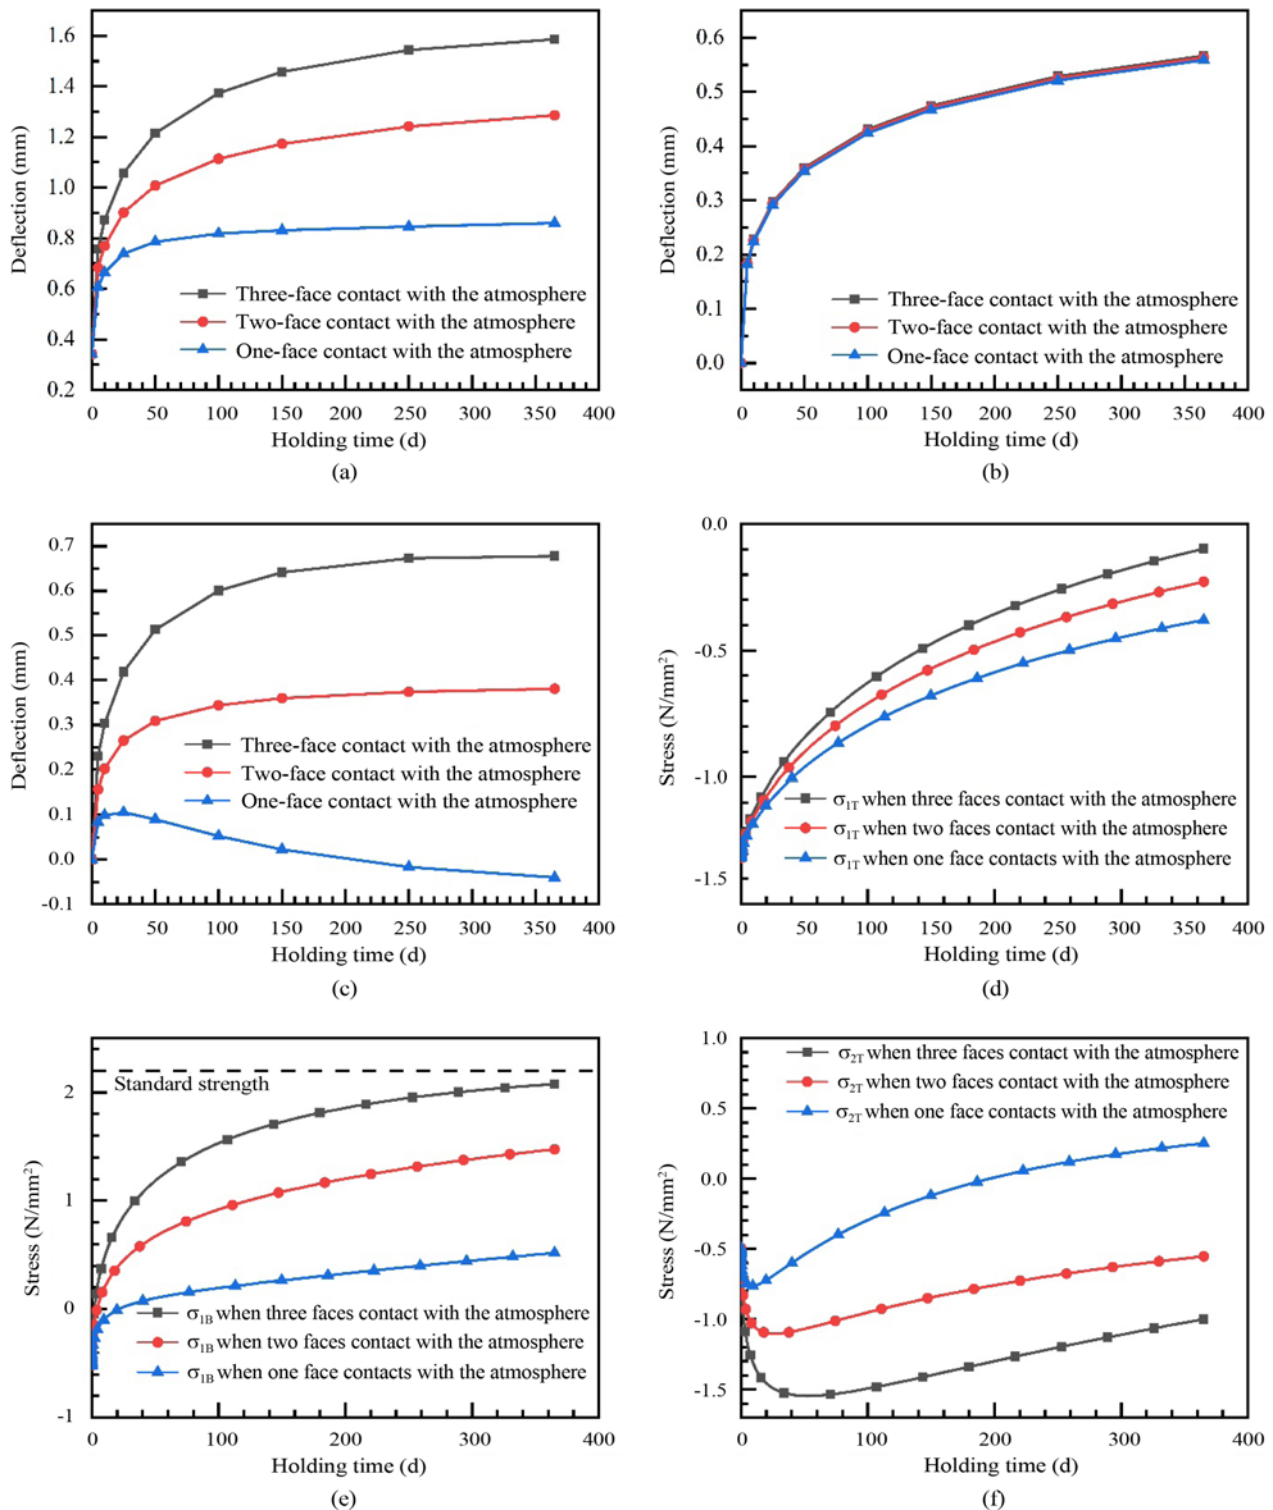 1.6
1.4
1.2
1.0
0.8
0.6
0.4
0.2
Deflection (mm)
Three-face contact with the atmosphere
Two-face contact with the atmosphere
One-face contact with the atmosphere
0 50 100 150 200 250 300 350 400
Holding time (d)
(a)
0.6
0.5
0.4
0.3
0.2
0.1
0.0
Deflection (mm)
Three-face contact with the atmosphere
Two-face contact with the atmosphere
One-face contact with the atmosphere
0 50 100 150 200 250 300 350 400
Holding time (d)
(b)
0.7
0.6
0.5
0.4
0.3
0.2
0.1
0.0
-0.1
Deflection (mm)
Three-face contact with the atmosphere
Two-face contact with the atmosphere
One-face contact with the atmosphere
0 50 100 150 200 250 300 350 400
Holding time (d)
(c)
0.0
-0.5
-1.0
-1.5
Stress (N/mm²)
σ1T when three faces contact with the atmosphere
σ1T when two faces contact with the atmosphere
σ1T when one face contacts with the atmosphere
0 50 100 150 200 250 300 350 400
Holding time (d)
(d)
2
1
0
-1
Stress (N/mm²)
Standard strength
σ1B when three faces contact with the atmosphere
σ1B when two faces contact with the atmosphere
σ1B when one face contacts with the atmosphere
0 100 200 300 400
Holding time (d)
(e)
1.0
0.5
0.0
-0.5
-1.0
-1.5
Stress (N/mm²)
σ2T when three faces contact with the atmosphere
σ2T when two faces contact with the atmosphere
σ2T when one face contacts with the atmosphere
0 50 100 150 200 250 300 350 400
Holding time (d)
(f)